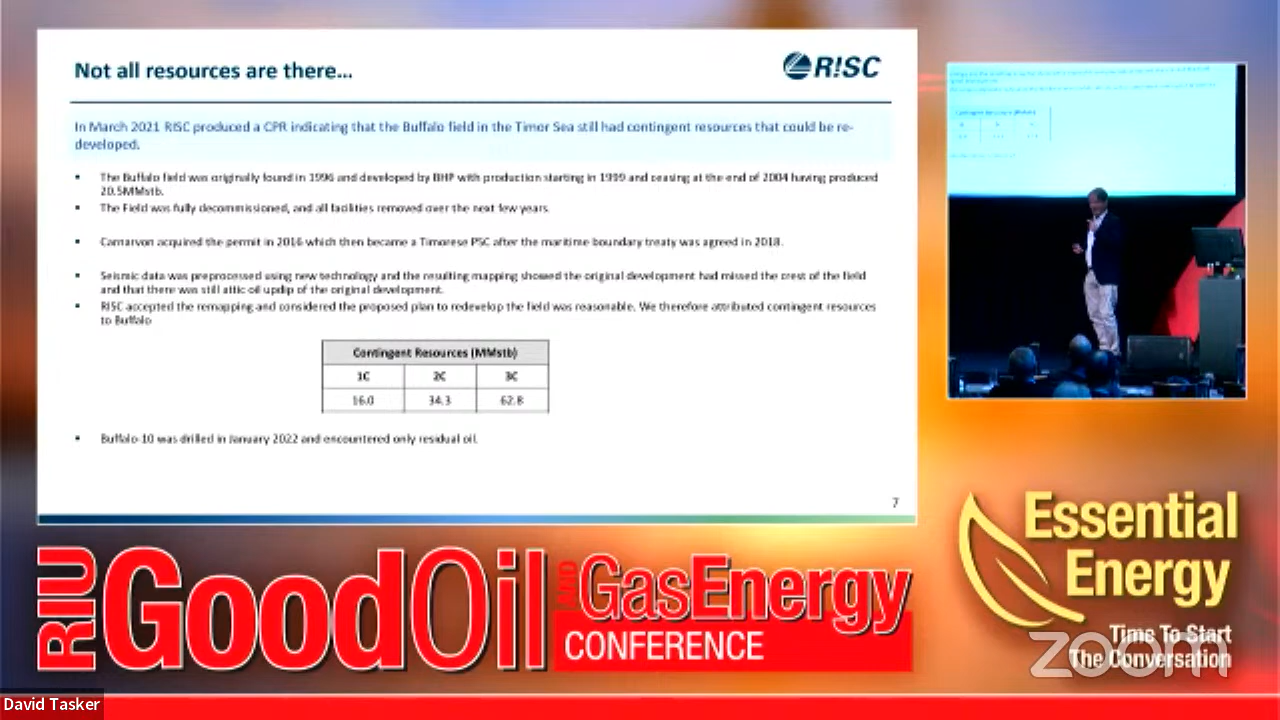 Not all resources are there...
R!SC
In March 2021 RISC produced a CPR indicating that the Buffalo field in the Timor Sea still had contingent resources that could be re-
developed.
▪ The Buffalo field was originally found in 1996 and developed by BHP with production starting in 1999 and ceasing at the end of 2004 having produced
20.5MMstb.
▪ The Field was fully decommissioned, and all facilities removed over the next few years.
▪ Carnarvon acquired the permit in 2016 which then became a Timorese PSC after the maritime boundary treaty was agreed in 2018.
▪ Seismic data was preprocessed using new technology and the resulting mapping showed the original development had missed the crest of the field
and that there was still attic oil updip of the original development.
▪ RISC accepted the remapping and considered the proposed plan to redevelop the field was reasonable. We therefore attributed contingent resources
to Buffalo
Contingent Resources (MMstb)
1C 2C 3C
16.0 34.3 62.8
▪ Buffalo-10 was drilled in January 2022 and encountered only residual oil.
7
RIU GoodOil AND GasEnergy
CONFERENCE
Essential
Energy
Time To Start
The Conversation
zoom
David Tasker